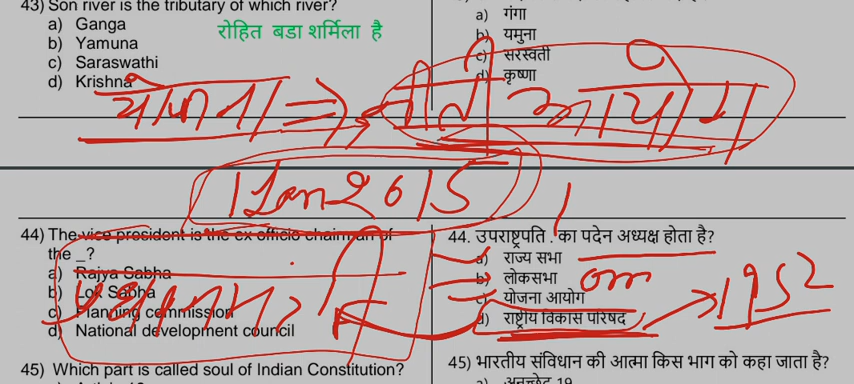 43) Son river is the tributary of which river?
a) Ganga
b) Yamuna
c) Saraswathi
d) Krishna
रोहित बडा शर्मिला है
a) गंगा
b) यमुना
c) सरस्वती
d) कृष्णा
योजना ⇒ नीती आयोग
1 Jan 2015
44) The vice president is the ex officio chairman of
the _?
a) Rajya Sabha
b) Lok Sabha
c) Planning commission
d) National development council
44. उपराष्ट्रपति . का पदेन अध्यक्ष होता है?
a) राज्य सभा
b) लोकसभा
c) योजना आयोग
d) राष्ट्रीय विकास परिषद
1952
45) Which part is called soul of Indian Constitution?
45) भारतीय संविधान की आत्मा किस भाग को कहा जाता है?
a) अनुच्छेद 19